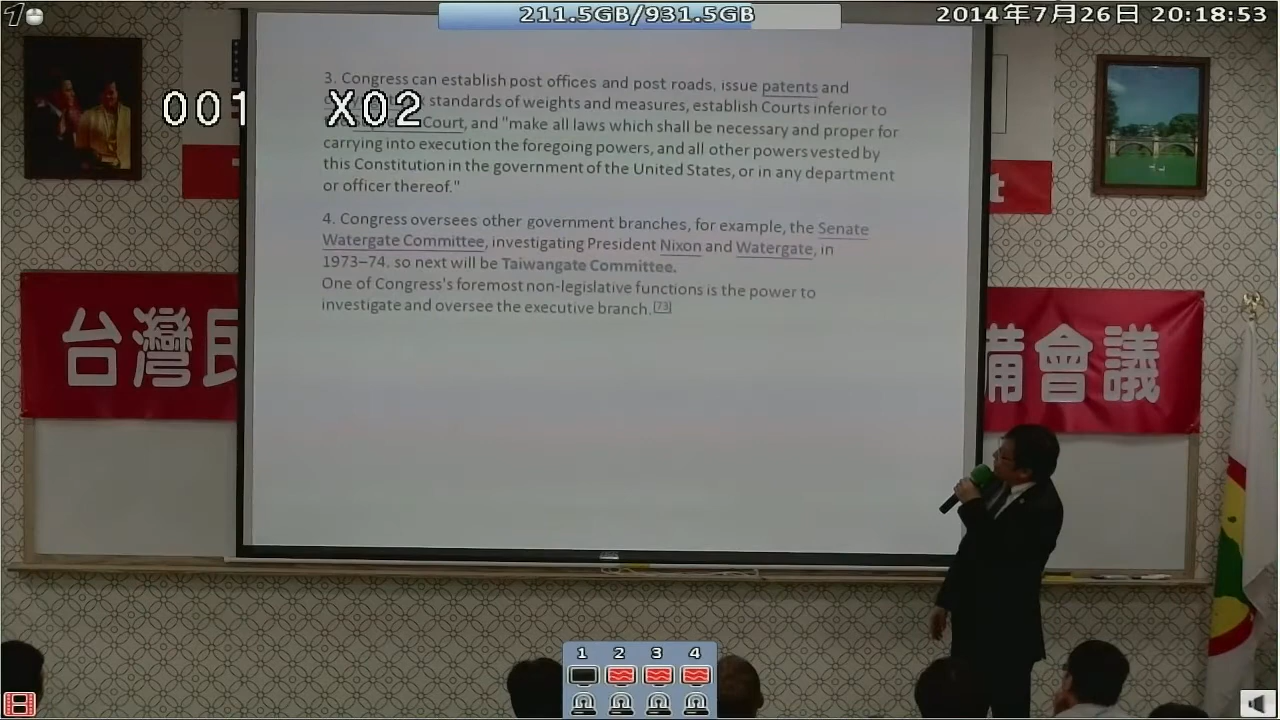 211.5GB/931.5GB
2014年7月26日 20:18:53
001 X02
3. Congress can establish post offices and post roads, issue patents and
standards of weights and measures, establish Courts inferior to
Court, and "make all laws which shall be necessary and proper for
carrying into execution the foregoing powers, and all other powers vested by
this Constitution in the government of the United States, or in any department
or officer thereof."
4. Congress oversees other government branches, for example, the Senate
Watergate Committee, investigating President Nixon and Watergate, in
1973–74. so next will be Taiwangate Committee.
One of Congress's foremost non-legislative functions is the power to
investigate and oversee the executive branch.[73]
t
台灣民
備會議
1 2 3 4